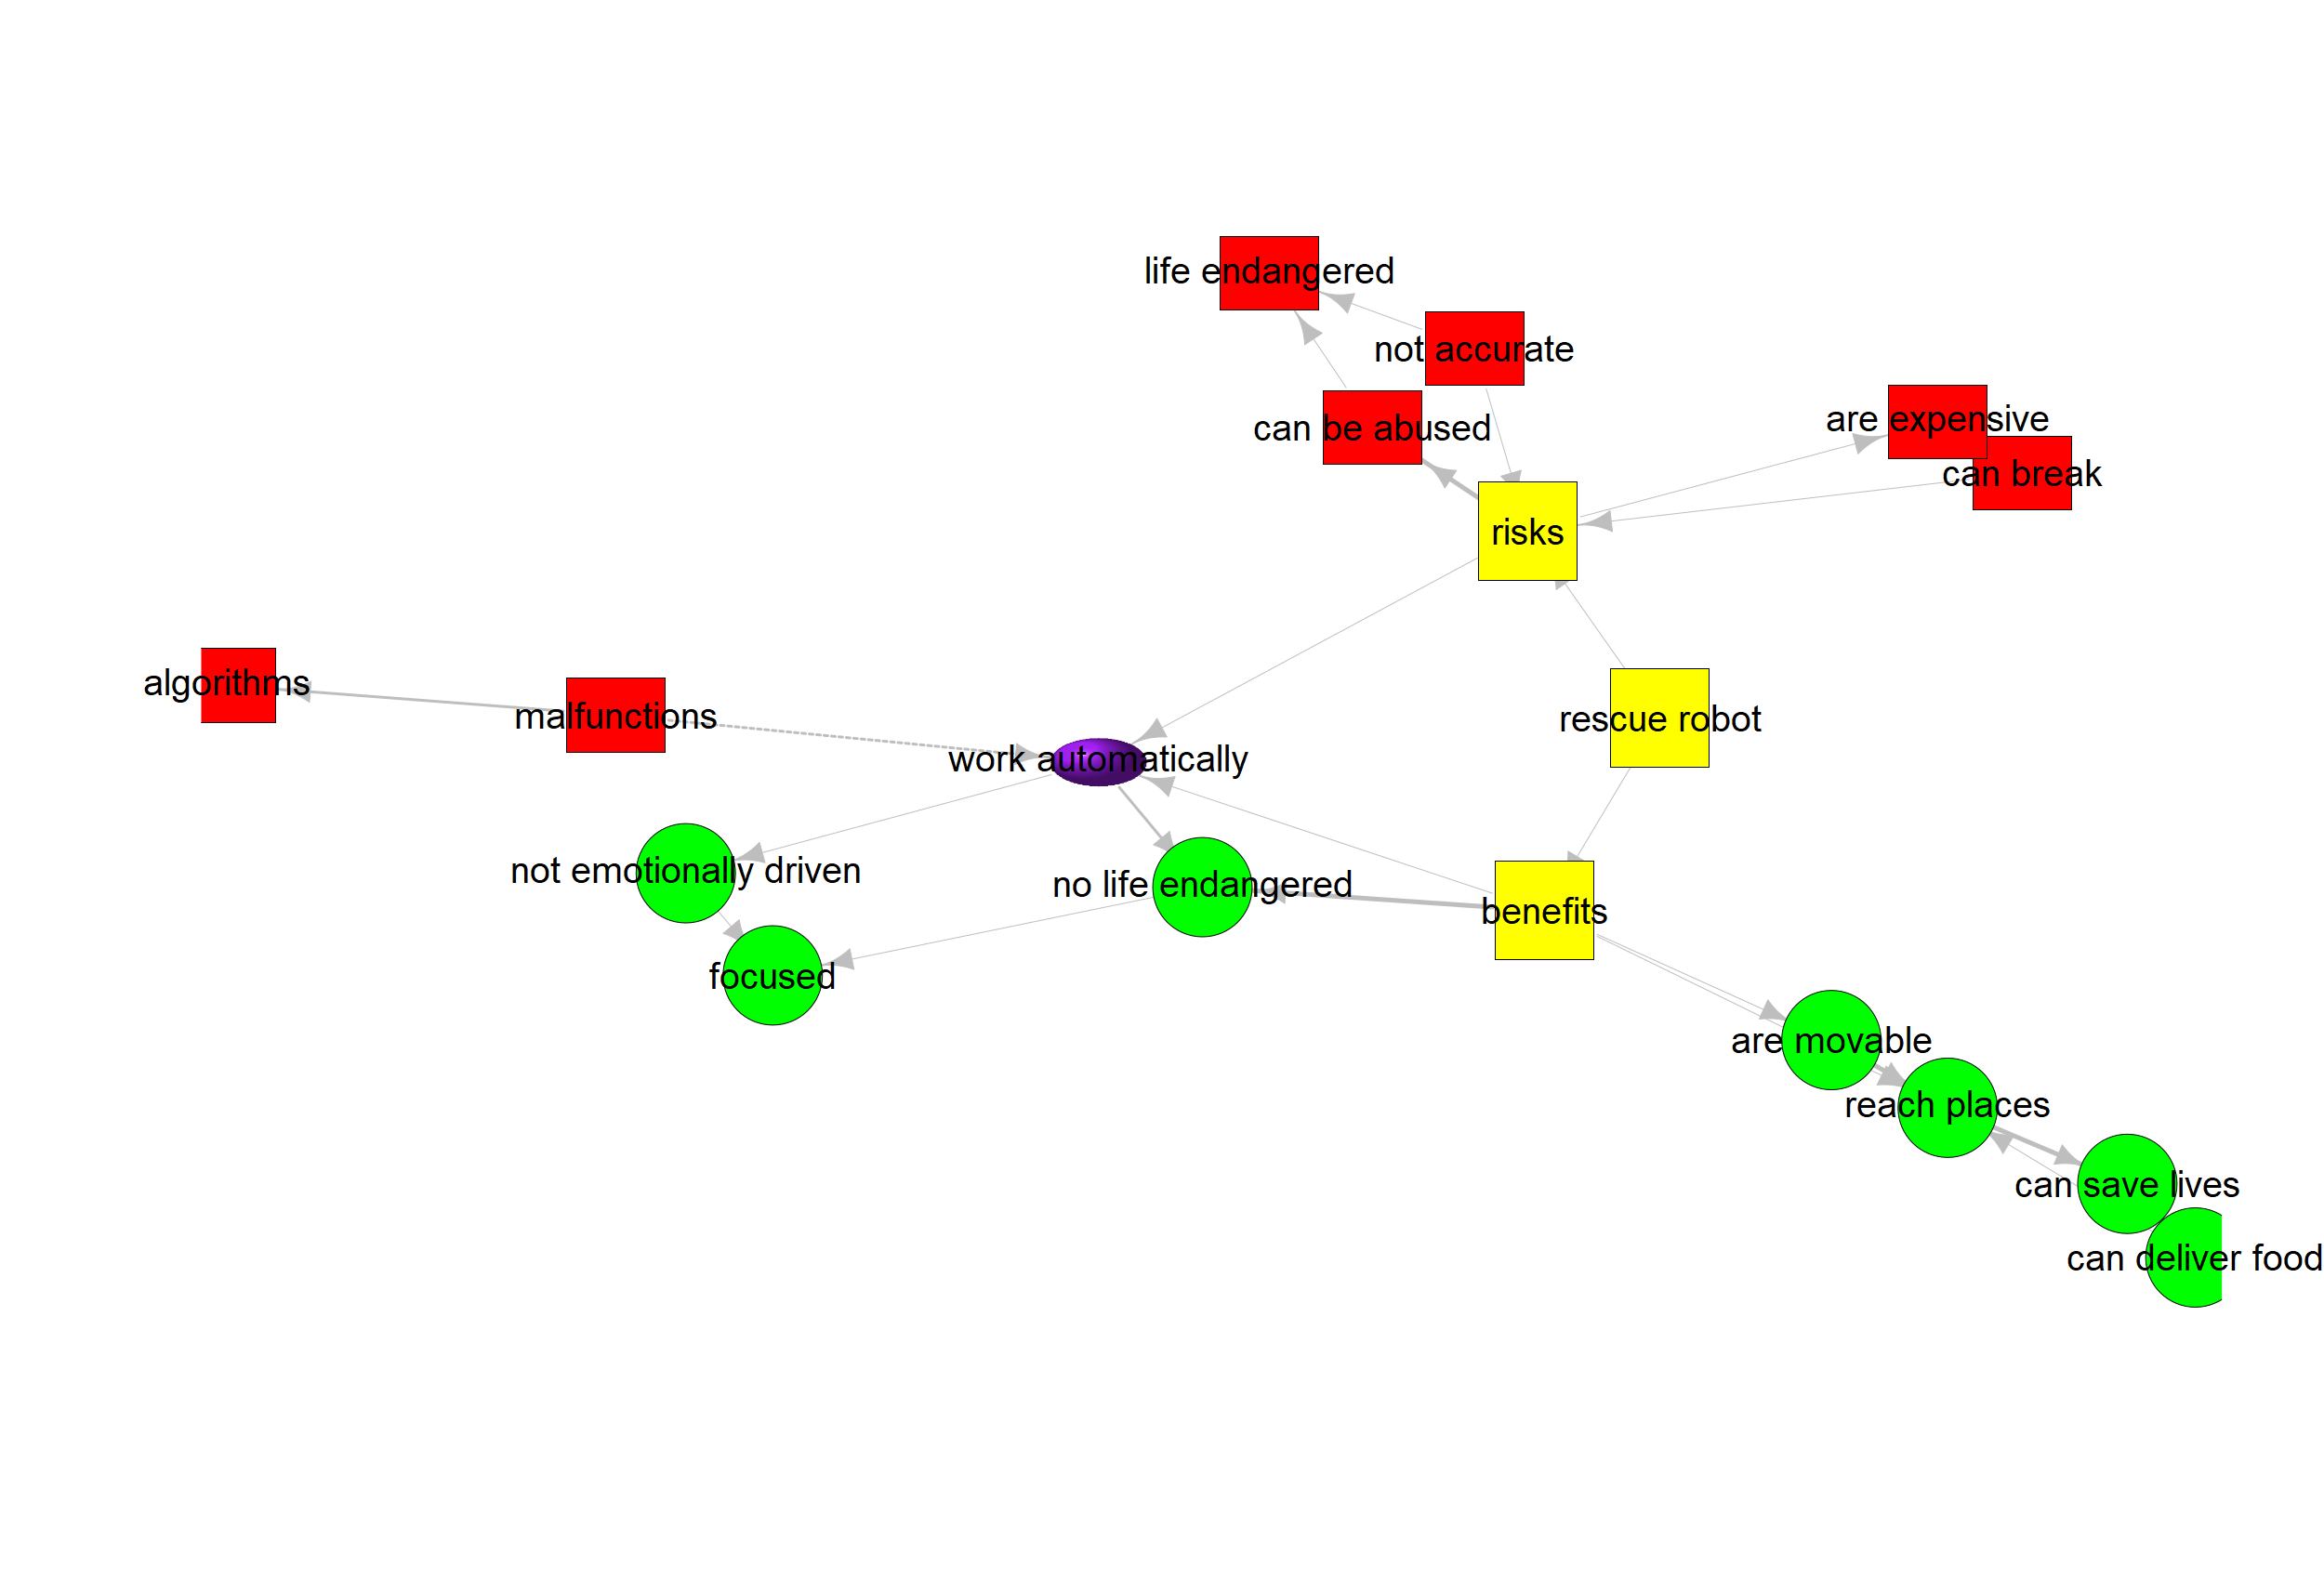 life endangered
not accurate
can be abused
are expensive
can break
risks
algorithms
malfunctions
rescue robot
work automatically
not emotionally driven
no life endangered
benefits
focused
are movable
reach places
can save lives
can deliver food